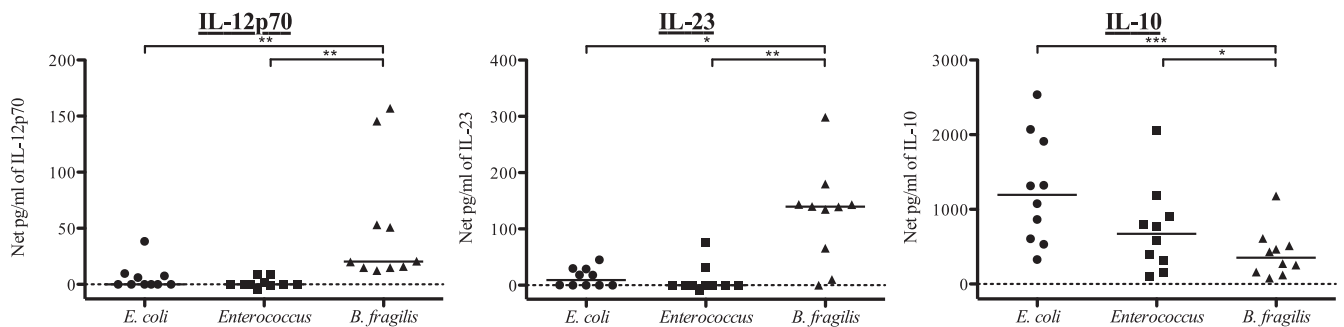 IL-12p70
**
**
Net pg/ml of IL-12p70
200
150
100
50
0
E. coli
Enterococcus
B. fragilis
IL-23
*
**
Net pg/ml of IL-23
400
300
200
100
0
E. coli
Enterococcus
B. fragilis
IL-10
***
*
Net pg/ml of IL-10
3000
2000
1000
0
E. coli
Enterococcus
B. fragilis